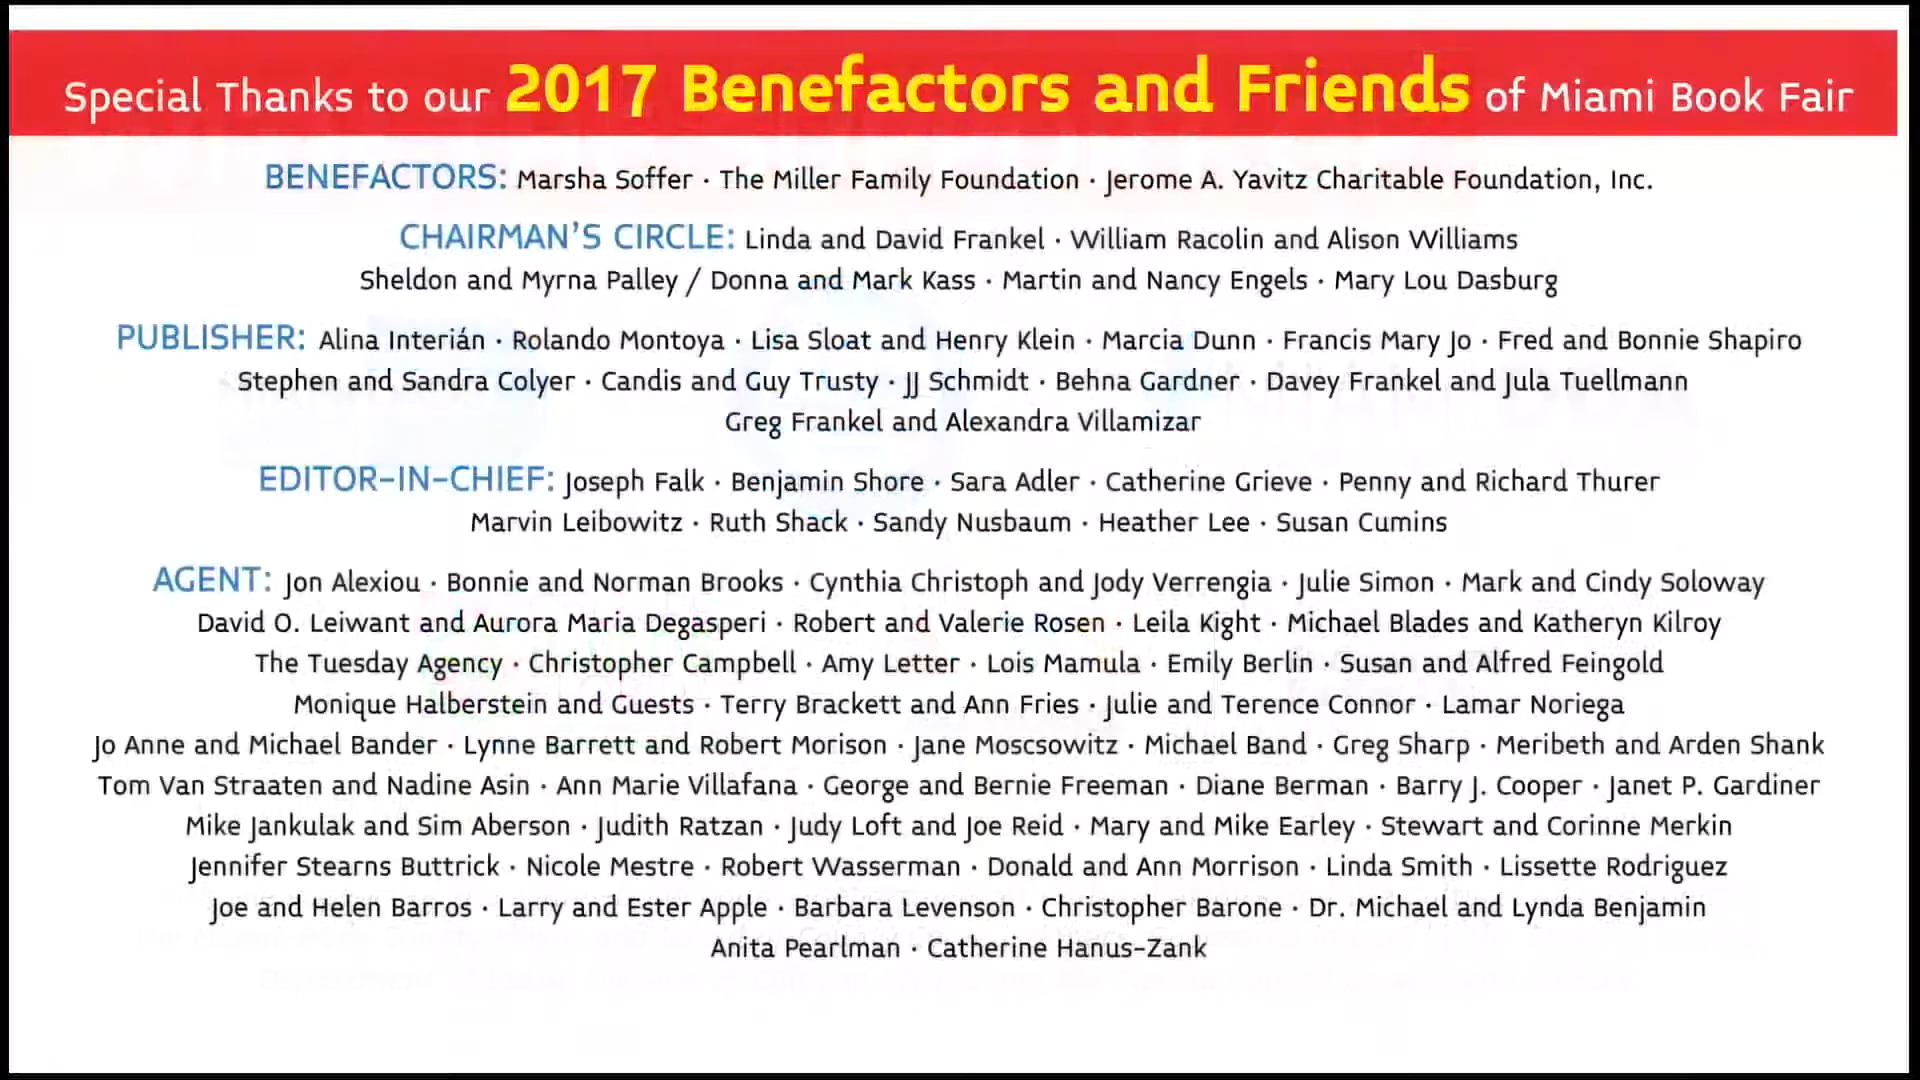 Special Thanks to our 2017 Benefactors and Friends of Miami Book Fair
BENEFACTORS: Marsha Soffer · The Miller Family Foundation · Jerome A. Yavitz Charitable Foundation, Inc.
CHAIRMAN'S CIRCLE: Linda and David Frankel · William Racolin and Alison Williams
Sheldon and Myrna Palley / Donna and Mark Kass · Martin and Nancy Engels · Mary Lou Dasburg
PUBLISHER: Alina Interián · Rolando Montoya · Lisa Sloat and Henry Klein · Marcia Dunn · Francis Mary Jo · Fred and Bonnie Shapiro
Stephen and Sandra Colyer · Candis and Guy Trusty · JJ Schmidt · Behna Gardner · Davey Frankel and Jula Tuellmann
Greg Frankel and Alexandra Villamizar
EDITOR-IN-CHIEF: Joseph Falk · Benjamin Shore · Sara Adler · Catherine Grieve · Penny and Richard Thurer
Marvin Leibowitz · Ruth Shack · Sandy Nusbaum · Heather Lee · Susan Cumins
AGENT: Jon Alexiou · Bonnie and Norman Brooks · Cynthia Christoph and Jody Verrengia · Julie Simon · Mark and Cindy Soloway
David O. Leiwant and Aurora Maria Degasperi · Robert and Valerie Rosen · Leila Kight · Michael Blades and Katheryn Kilroy
The Tuesday Agency · Christopher Campbell · Amy Letter · Lois Mamula · Emily Berlin · Susan and Alfred Feingold
Monique Halberstein and Guests · Terry Brackett and Ann Fries · Julie and Terence Connor · Lamar Noriega
Jo Anne and Michael Bander · Lynne Barrett and Robert Morison · Jane Moscsowitz · Michael Band · Greg Sharp · Meribeth and Arden Shank
Tom Van Straaten and Nadine Asin · Ann Marie Villafana · George and Bernie Freeman · Diane Berman · Barry J. Cooper · Janet P. Gardiner
Mike Jankulak and Sim Aberson · Judith Ratzan · Judy Loft and Joe Reid · Mary and Mike Earley · Stewart and Corinne Merkin
Jennifer Stearns Buttrick · Nicole Mestre · Robert Wasserman · Donald and Ann Morrison · Linda Smith · Lissette Rodriguez
Joe and Helen Barros · Larry and Ester Apple · Barbara Levenson · Christopher Barone · Dr. Michael and Lynda Benjamin
Anita Pearlman · Catherine Hanus-Zank